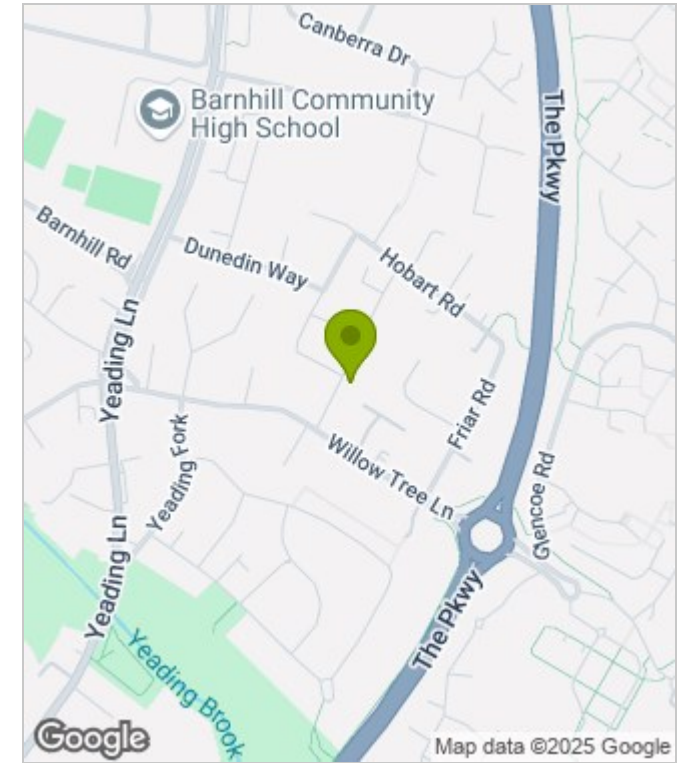 Canberra Dr
Barnhill Community
High School
The Pkwy
Barnhill Rd
Dunedin Way
Hobart Rd
Yeading Ln
Yeading Fork
Friar Rd
Willow Tree Ln
Glencoe Rd
Yeading Ln
The Pkwy
Yeading Brook
Google
Map data ©2025 Google